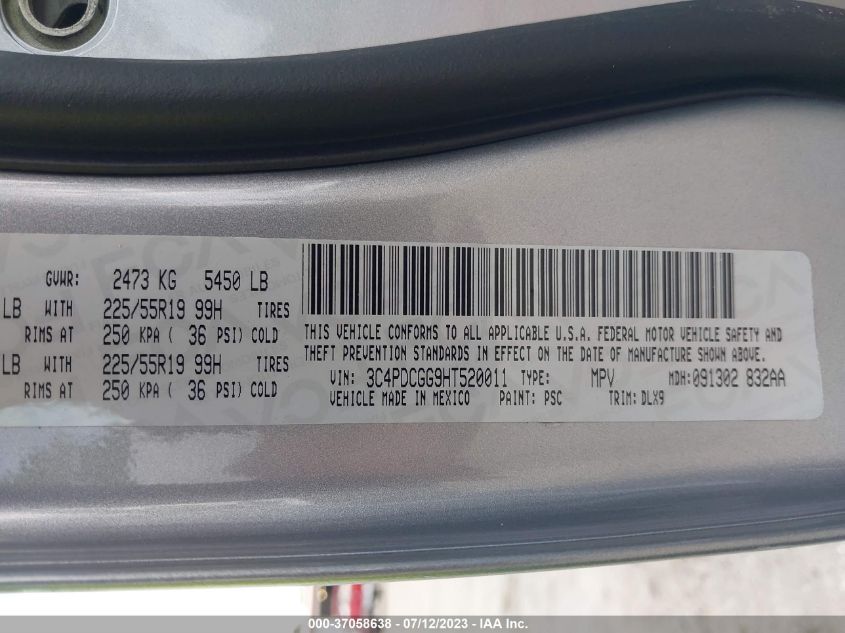 GVWR: 2473 KG 5450 LB
LB WITH 225/55R19 99H TIRES
RIMS AT 250 KPA ( 36 PSI) COLD
LB WITH 225/55R19 99H TIRES
RIMS AT 250 KPA ( 36 PSI) COLD
THIS VEHICLE CONFORMS TO ALL APPLICABLE U.S.A. FEDERAL MOTOR VEHICLE SAFETY AND
THEFT PREVENTION STANDARDS IN EFFECT ON THE DATE OF MANUFACTURE SHOWN ABOVE.
VIN: 3C4PDCGG9HT520011 TYPE: MPV MDH:091302 832AA
VEHICLE MADE IN MEXICO PAINT: PSC TRIM: DLX9
000-37058638 - 07/12/2023 - IAA Inc.